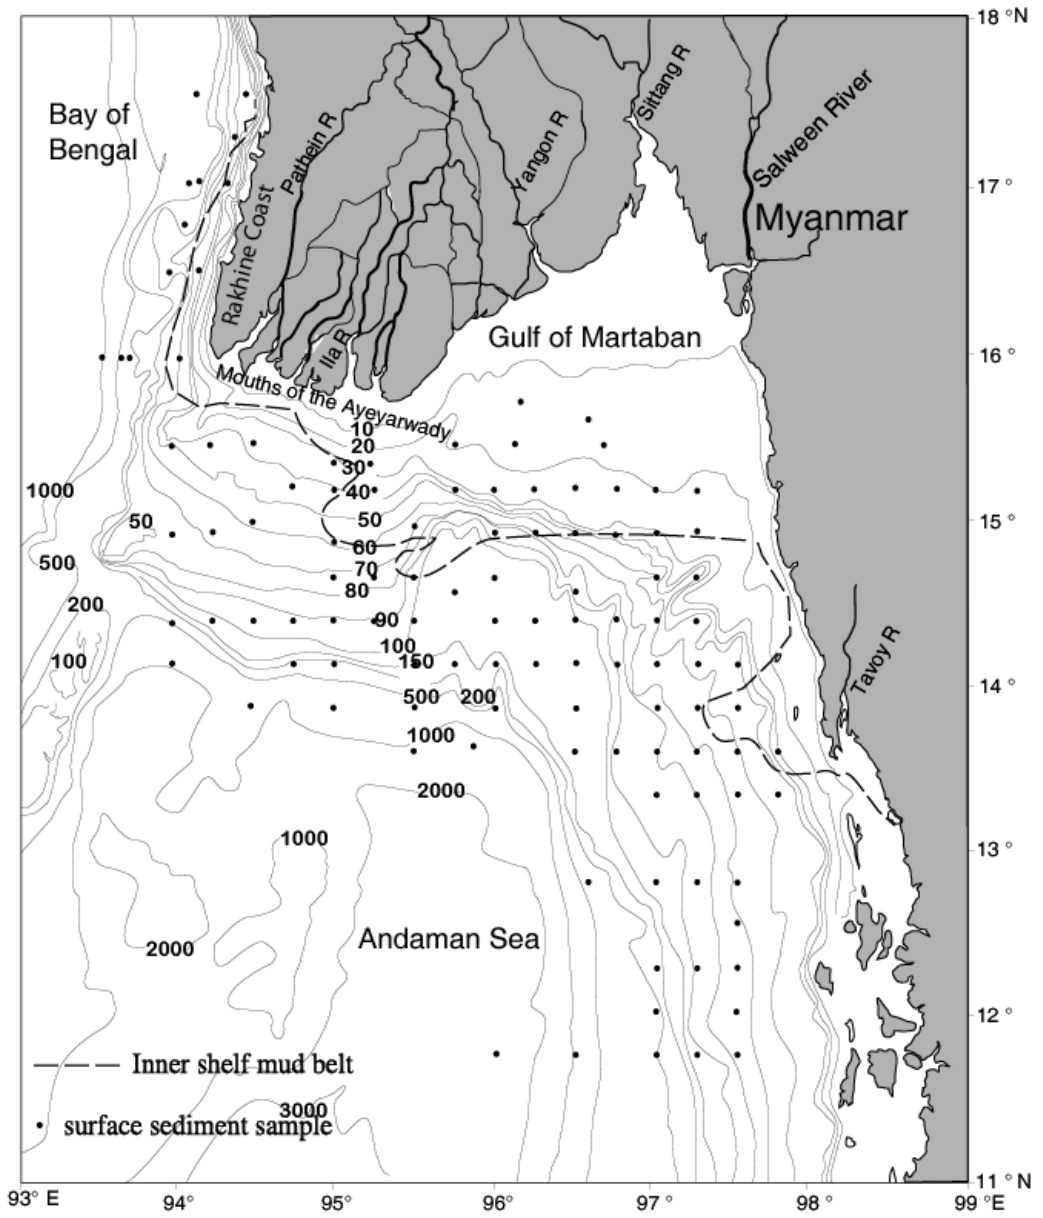 18 °N
Bay of
Bengal
Pathein R
Yangon R
Sittang R
Salween River
17 °
Myanmar
Rakhine Coast
Gulf of Martaban
16 °
Ila R
Mouths of the Ayeyarwady
10
20
30
40
1000
50
50
15 °
60
500
70
80
200
90
100
100
150
Tavoy R
14 °
500
200
1000
2000
1000
13 °
Andaman Sea
2000
12 °
Inner shelf mud belt
3000
surface sediment sample
11 °N
93° E
94°
95°
96°
97 °
98 °
99 °E